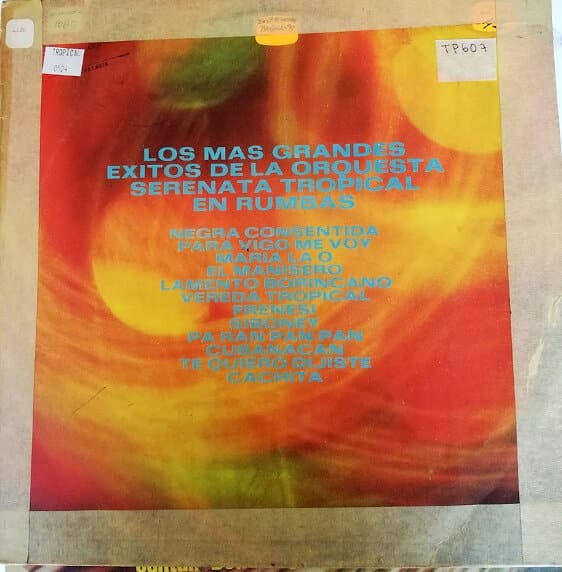 TROPICAL
TP607
LOS MAS GRANDES
EXITOS DE LA ORQUESTA
SERENATA TROPICAL
EN RUMBAS
NEGRA CONSENTIDA
PARA VIGO ME VOY
MARIA LA O
EL MANISERO
LAMENTO BORINCANO
VEREDA TROPICAL
FRENESI
SIBONEY
PA RAN PAN PAN
CUBANACAN
TE QUIERO DIJISTE
CACHITA